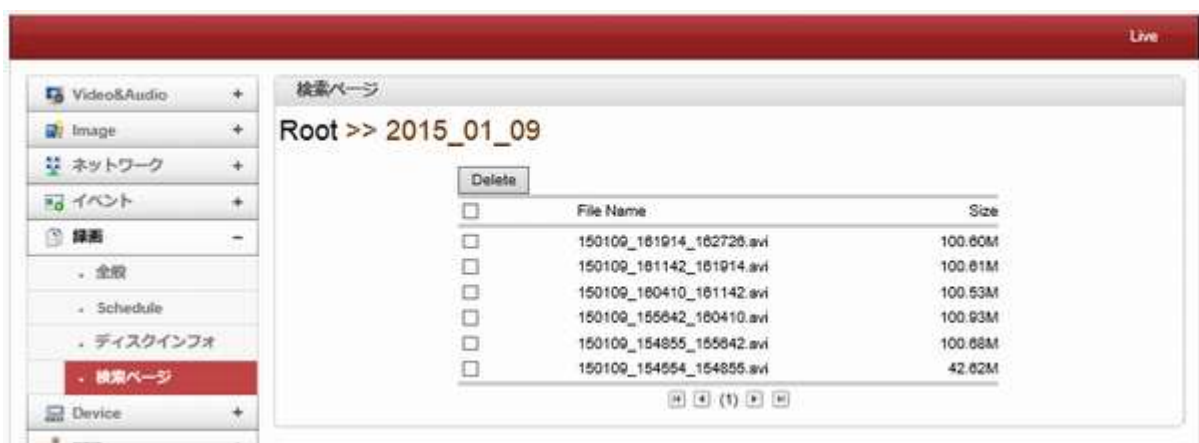 Live
Video&Audio +
Image +
ネットワーク +
イベント +
録画 −
. 全般
. Schedule
. ディスクインフォ
. 検索ページ
Device +
検索ページ
Root >> 2015_01_09
Delete
File Name Size
150109_161914_162726.avi 100.60M
150109_161142_161914.avi 100.61M
150109_160410_161142.avi 100.53M
150109_155642_160410.avi 100.93M
150109_154855_155642.avi 100.68M
150109_154554_154855.avi 42.62M
(1)